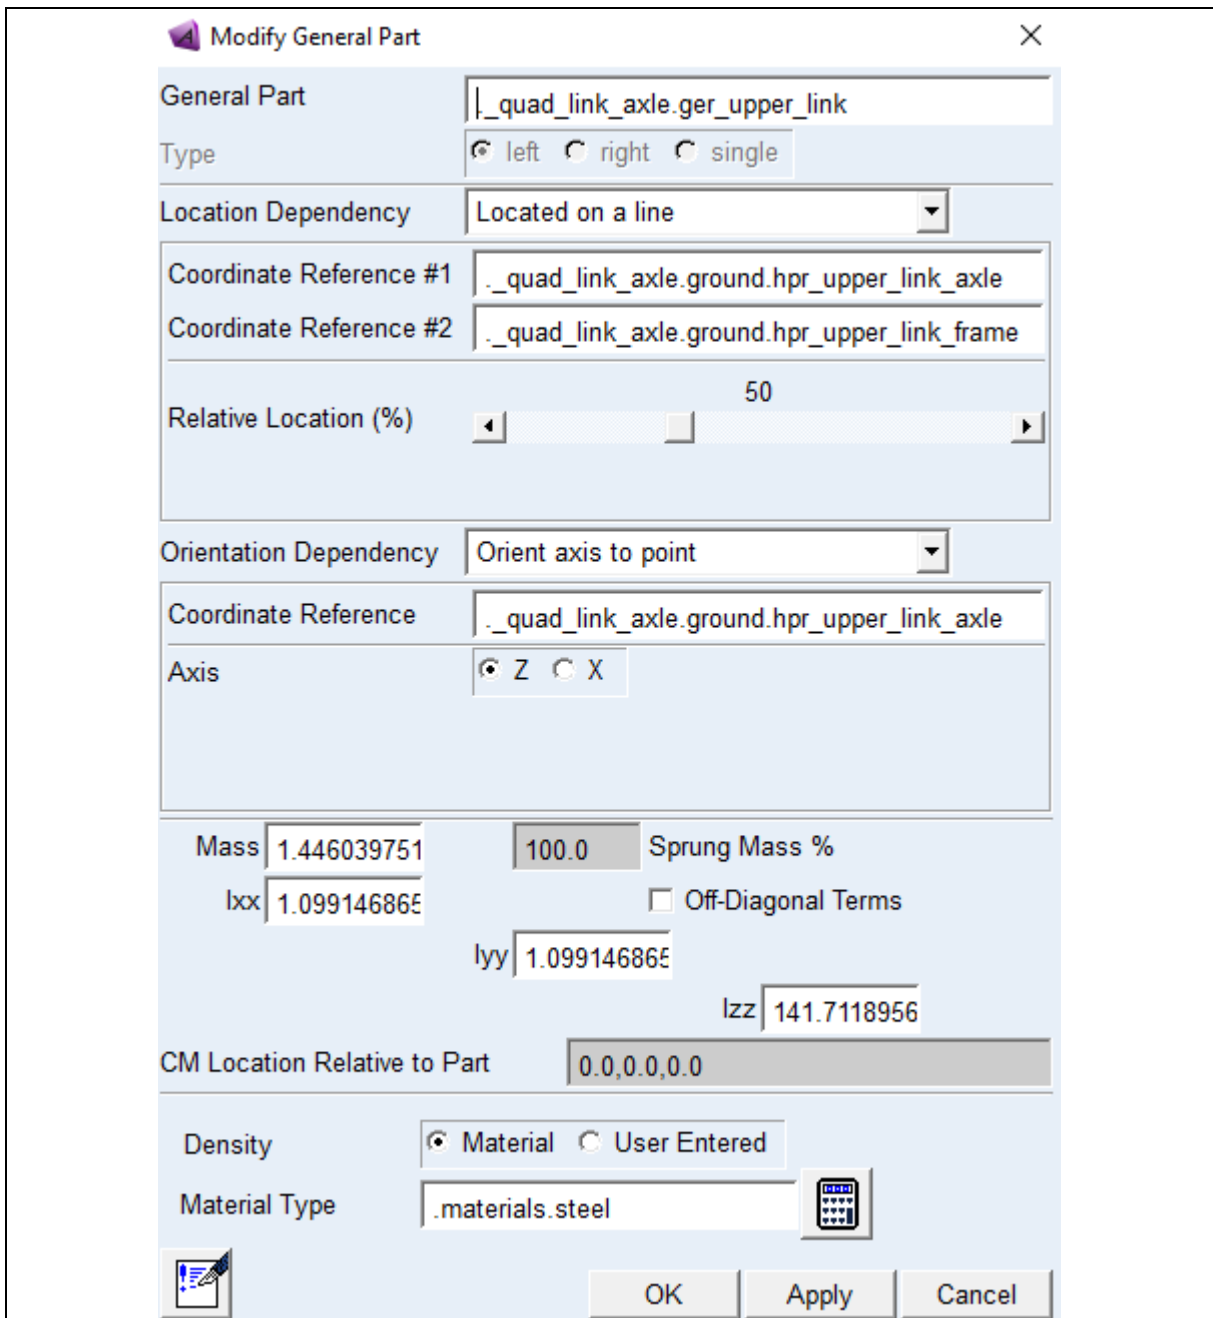 Modify General Part
General Part ._quad_link_axle.ger_upper_link
Type left right single
Location Dependency Located on a line
Coordinate Reference #1 ._quad_link_axle.ground.hpr_upper_link_axle
Coordinate Reference #2 ._quad_link_axle.ground.hpr_upper_link_frame
50
Relative Location (%)
Orientation Dependency Orient axis to point
Coordinate Reference ._quad_link_axle.ground.hpr_upper_link_axle
Axis Z X
Mass 1.446039751 100.0 Sprung Mass %
Ixx 1.099146865 Off-Diagonal Terms
Iyy 1.099146865
Izz 141.7118956
CM Location Relative to Part 0.0,0.0,0.0
Density Material User Entered
Material Type .materials.steel
OK Apply Cancel